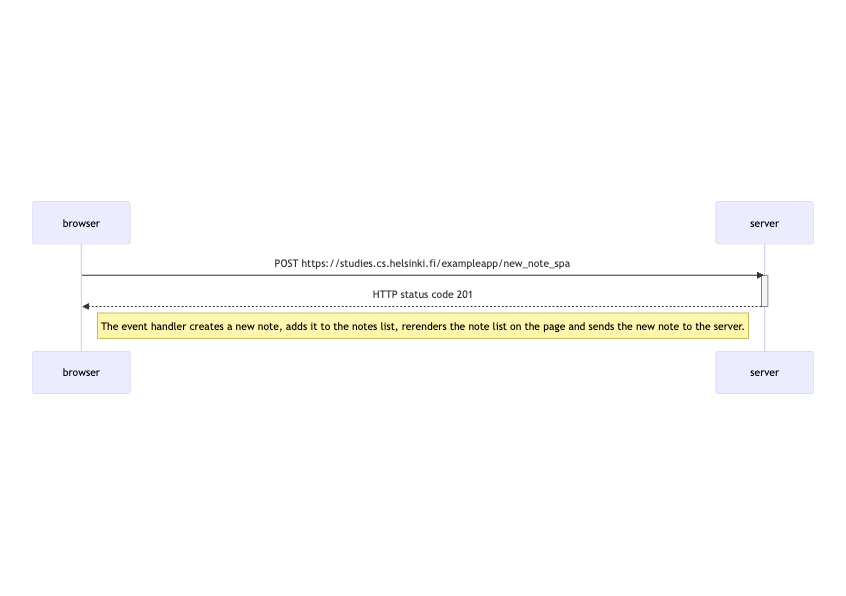 browser server
POST https://studies.cs.helsinki.fi/exampleapp/new_note_spa
HTTP status code 201
The event handler creates a new note, adds it to the notes list, rerenders the note list on the page and sends the new note to the server.
browser server